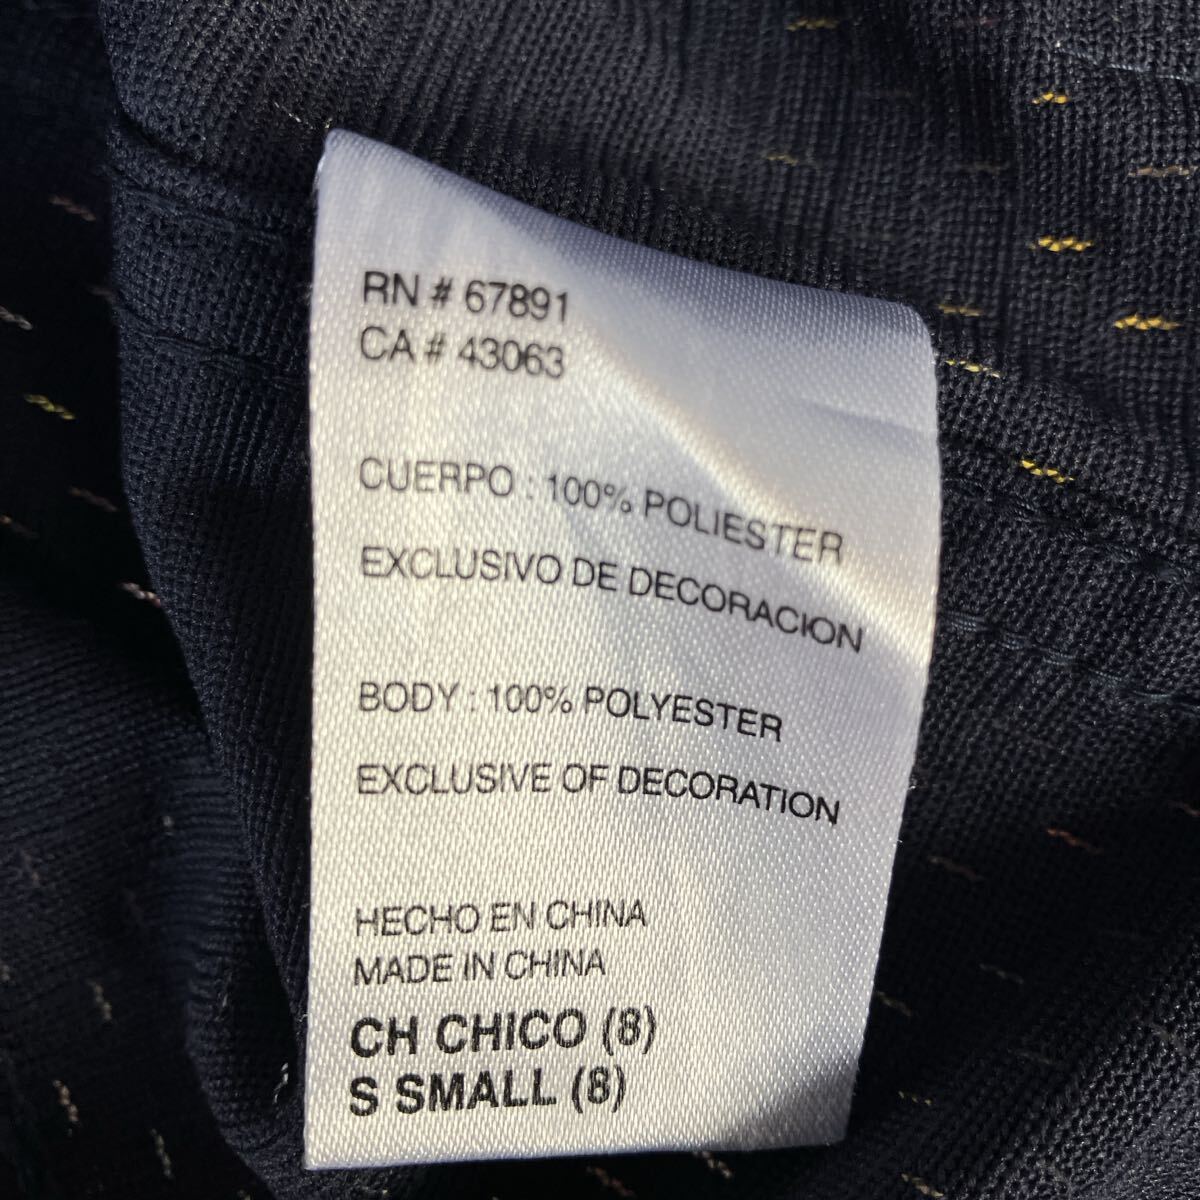 RN # 67891
CA # 43063
CUERPO : 100% POLIESTER
EXCLUSIVO DE DECORACION
BODY : 100% POLYESTER
EXCLUSIVE OF DECORATION
HECHO EN CHINA
MADE IN CHINA
CH CHICO (8)
S SMALL (8)